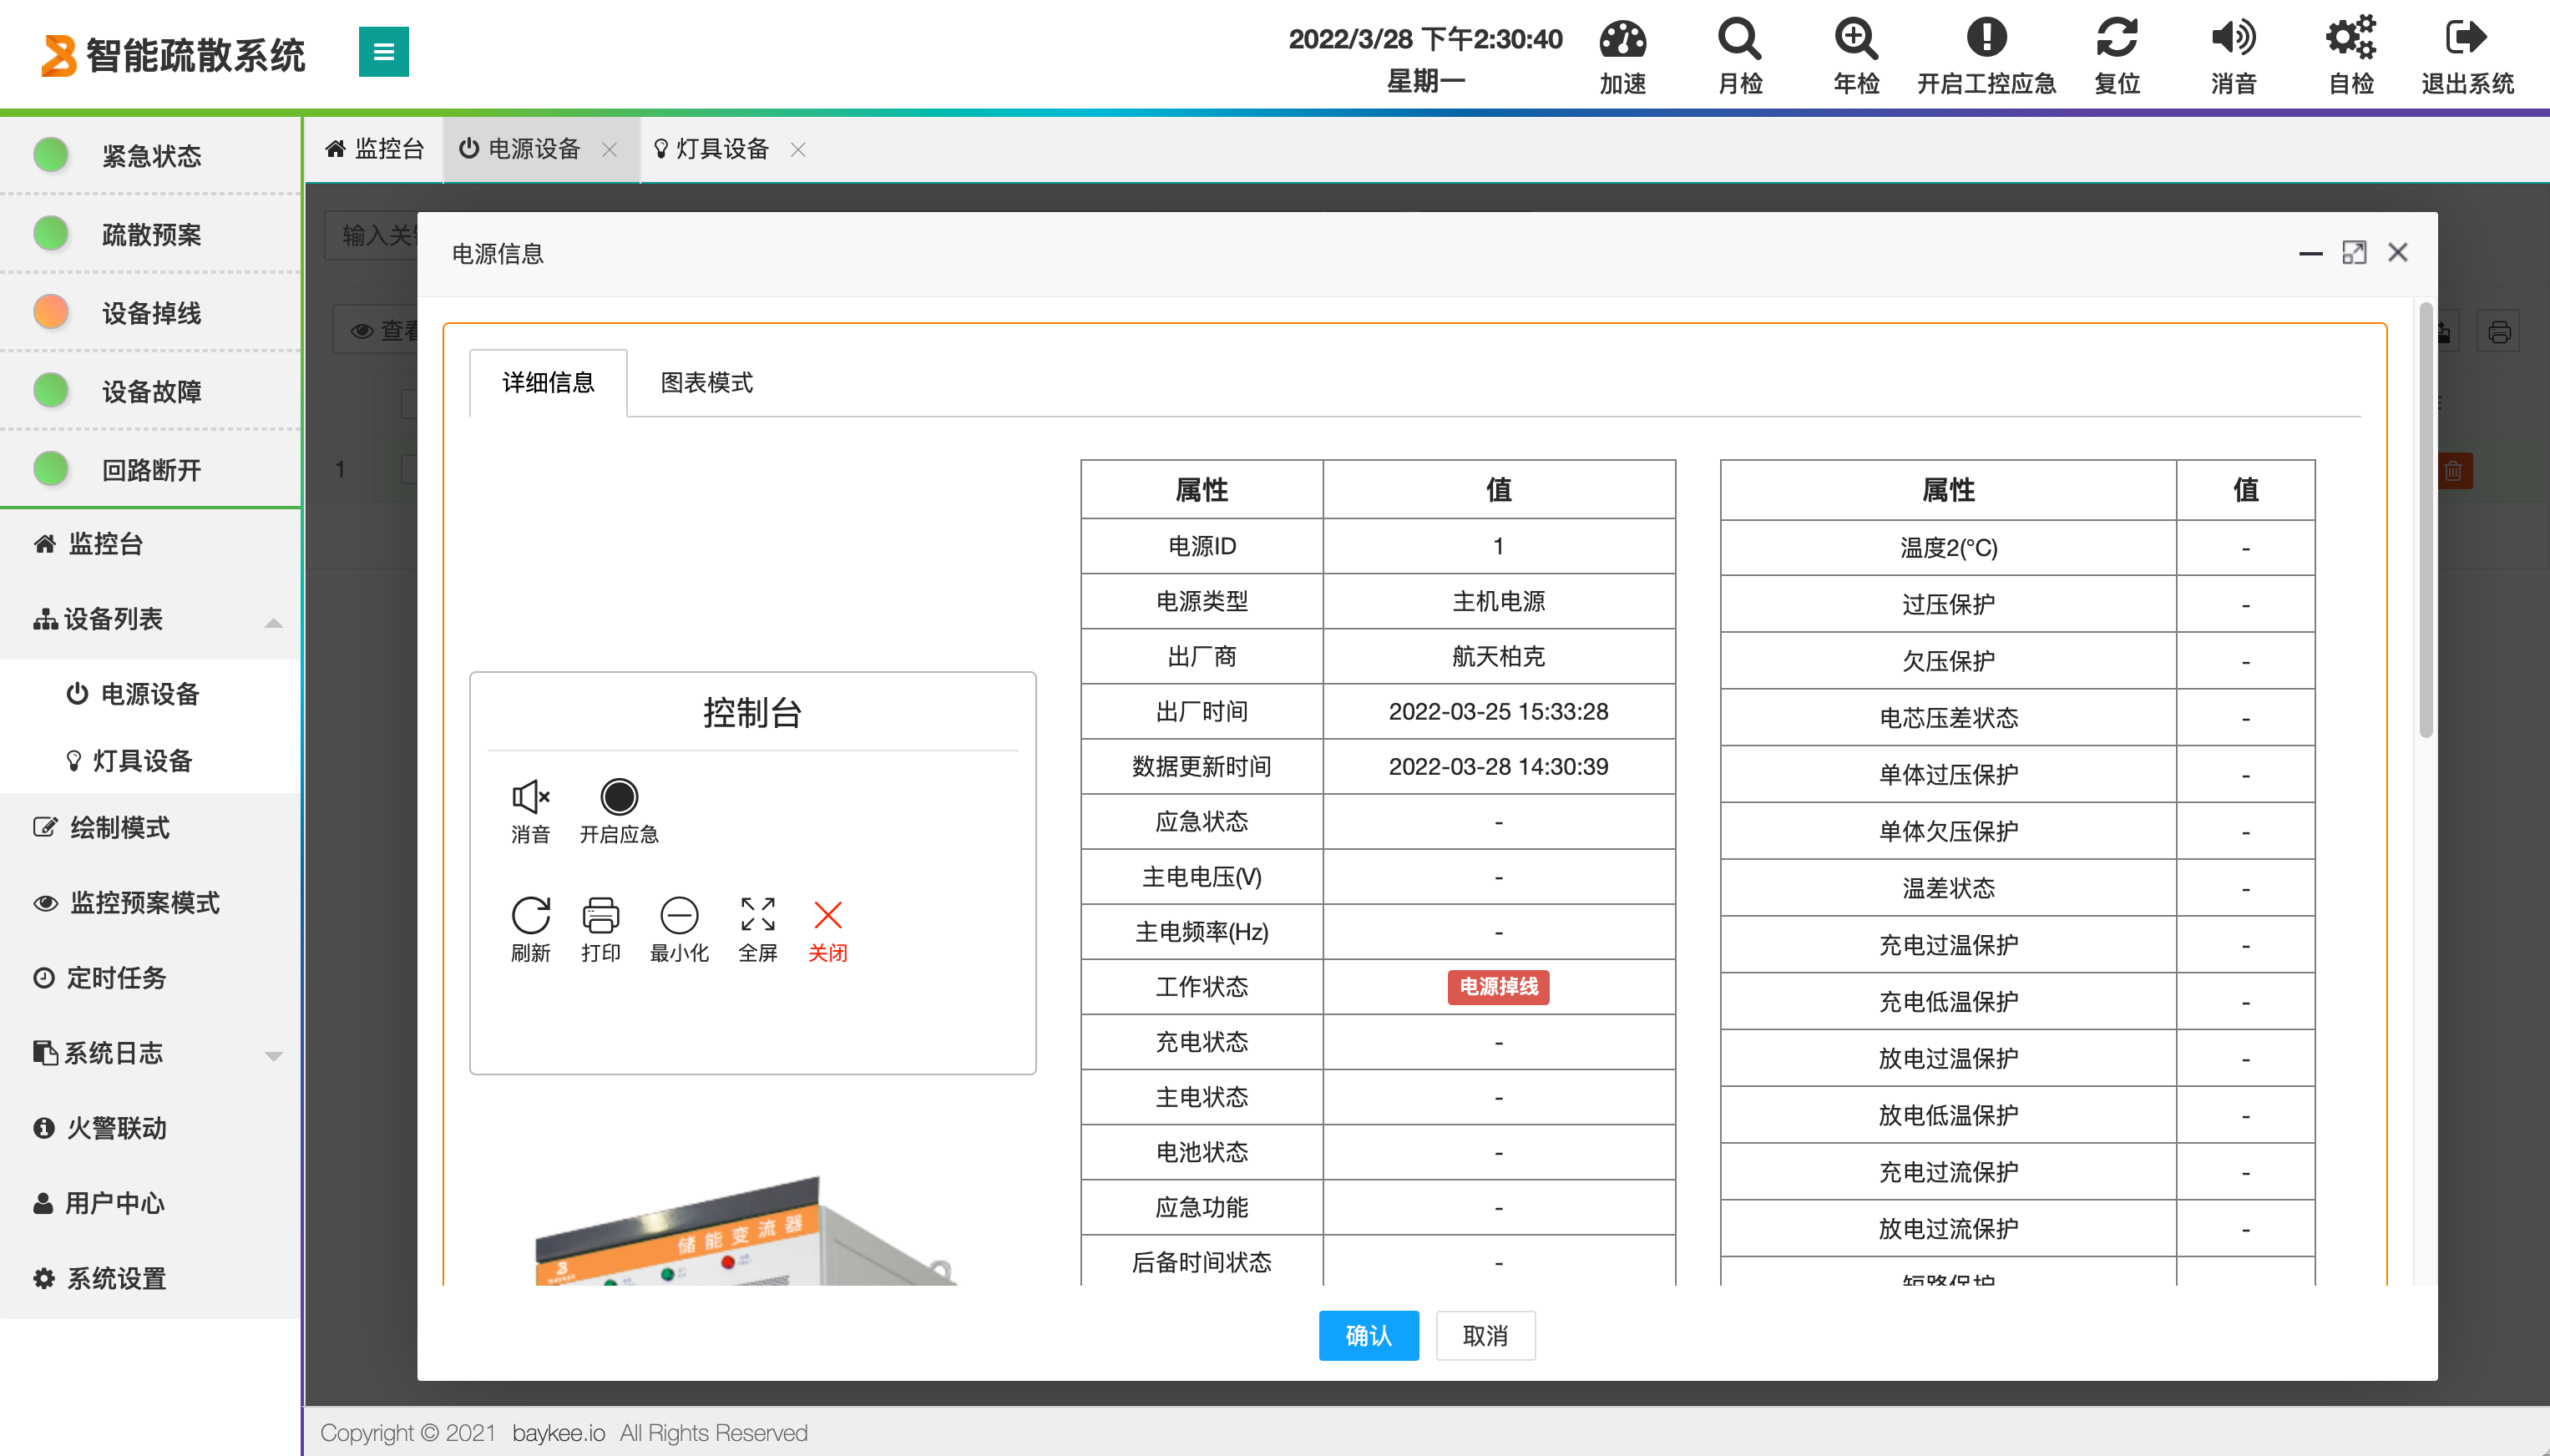 智能疏散系统
2022/3/28 下午2:30:40
星期一
加速
月检
年检
开启工控应急
复位
消音
自检
退出系统
紧急状态
疏散预案
设备掉线
设备故障
回路断开
监控台
设备列表
电源设备
灯具设备
绘制模式
监控预案模式
定时任务
系统日志
火警联动
用户中心
系统设置
监控台
电源设备
灯具设备
输入关
查看
1
电源信息
详细信息
图表模式
控制台
消音
开启应急
刷新
打印
最小化
全屏
关闭
储能变流器
属性 值
电源ID 1
电源类型 主机电源
出厂商 航天柏克
出厂时间 2022-03-25 15:33:28
数据更新时间 2022-03-28 14:30:39
应急状态 -
主电电压(V) -
主电频率(Hz) -
工作状态 电源掉线
充电状态 -
主电状态 -
电池状态 -
应急功能 -
后备时间状态 -
属性 值
温度2(°C) -
过压保护 -
欠压保护 -
电芯压差状态 -
单体过压保护 -
单体欠压保护 -
温差状态 -
充电过温保护 -
充电低温保护 -
放电过温保护 -
放电低温保护 -
充电过流保护 -
放电过流保护 -
短路保护
确认
取消
Copyright © 2021 baykee.io All Rights Reserved